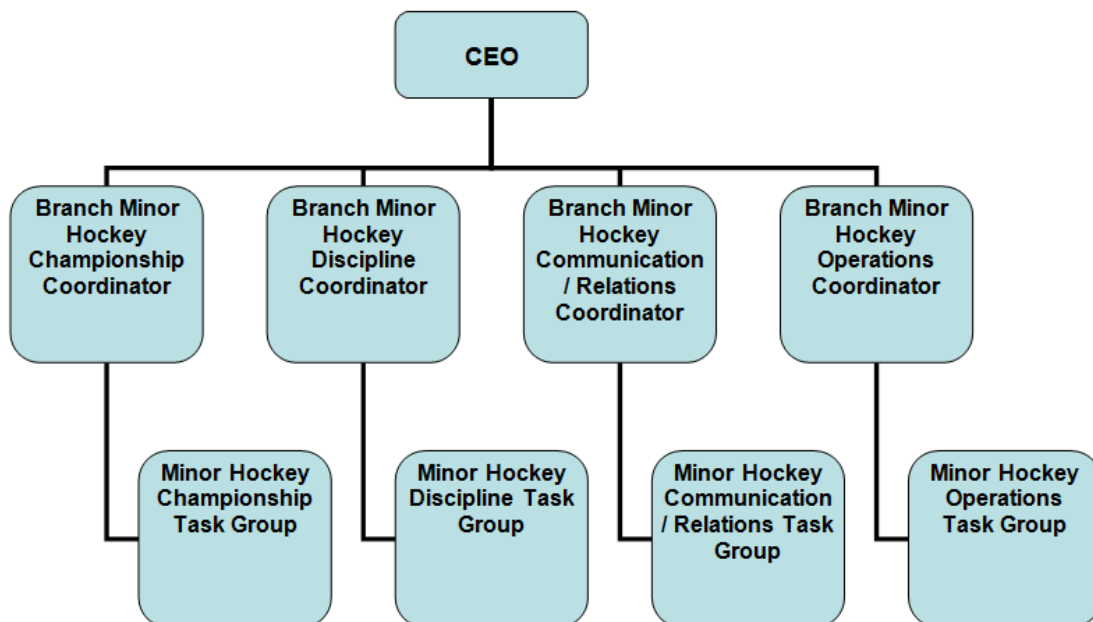 CEO
Branch Minor
Hockey
Championship
Coordinator
Branch Minor
Hockey
Discipline
Coordinator
Branch Minor
Hockey
Communication
/ Relations
Coordinator
Branch Minor
Hockey
Operations
Coordinator
Minor Hockey
Championship
Task Group
Minor Hockey
Discipline Task
Group
Minor Hockey
Communication
/ Relations Task
Group
Minor Hockey
Operations
Task Group